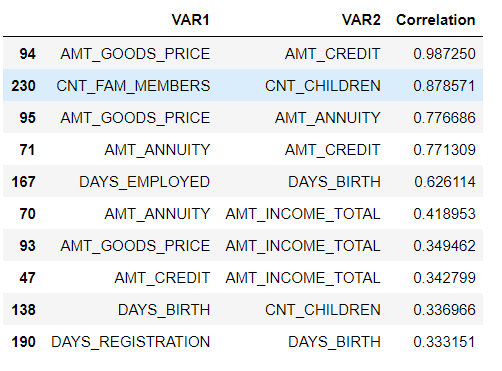 VAR1 VAR2 Correlation
94 AMT_GOODS_PRICE AMT_CREDIT 0.987250
230 CNT_FAM_MEMBERS CNT_CHILDREN 0.878571
95 AMT_GOODS_PRICE AMT_ANNUITY 0.776686
71 AMT_ANNUITY AMT_CREDIT 0.771309
167 DAYS_EMPLOYED DAYS_BIRTH 0.626114
70 AMT_ANNUITY AMT_INCOME_TOTAL 0.418953
93 AMT_GOODS_PRICE AMT_INCOME_TOTAL 0.349462
47 AMT_CREDIT AMT_INCOME_TOTAL 0.342799
138 DAYS_BIRTH CNT_CHILDREN 0.336966
190 DAYS_REGISTRATION DAYS_BIRTH 0.333151